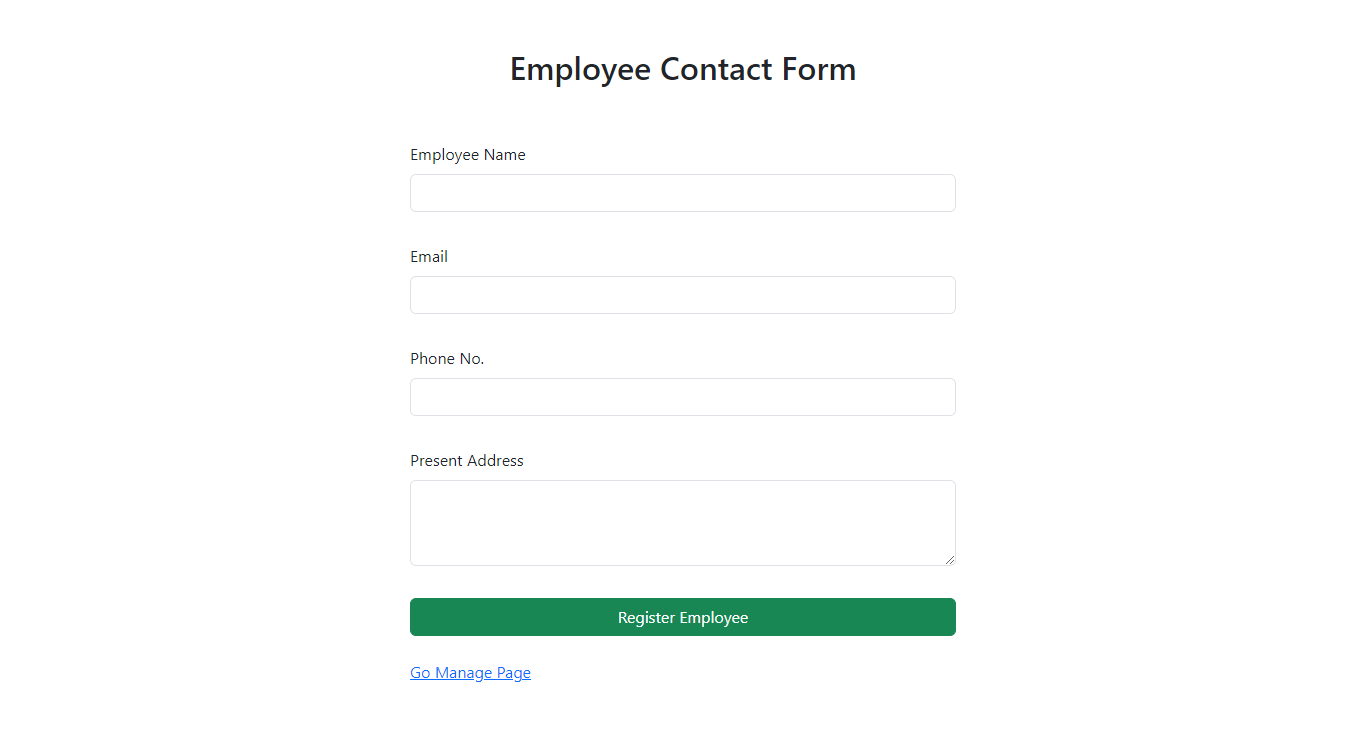 Employee Contact Form
Employee Name
Email
Phone No.
Present Address
Register Employee
Go Manage Page